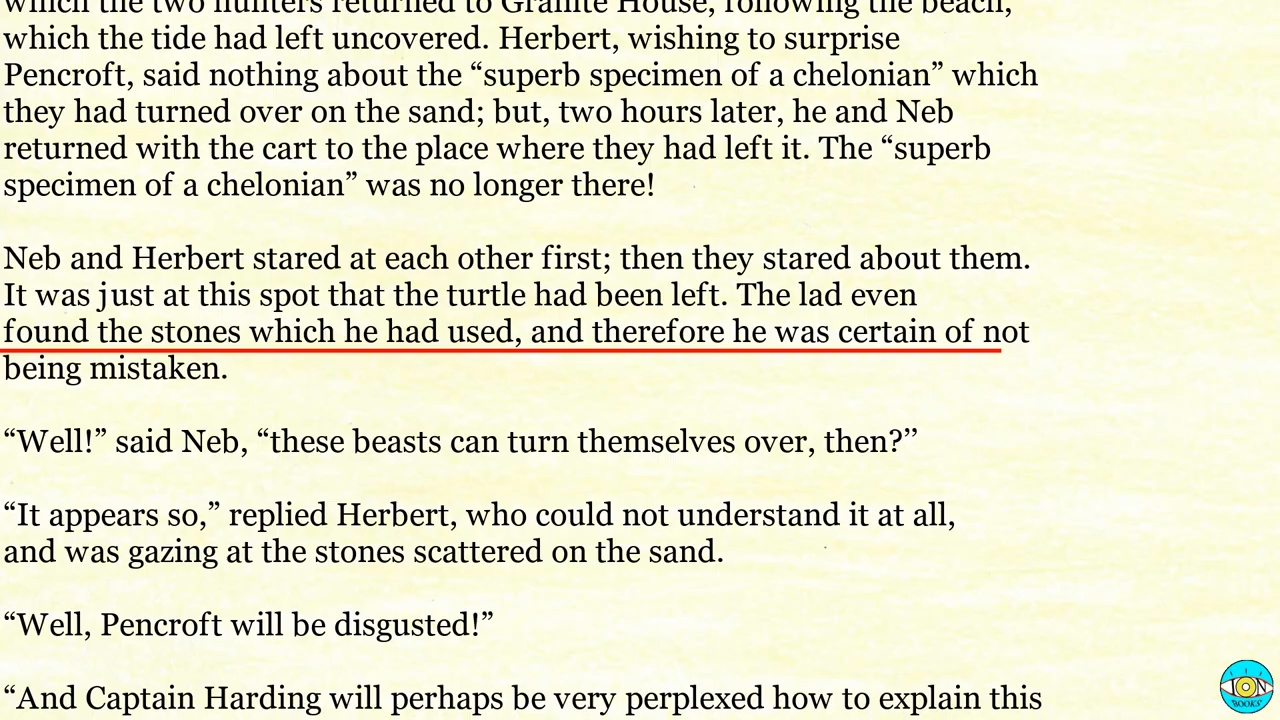 which the two hunters returned to Granite House, following the beach,
which the tide had left uncovered. Herbert, wishing to surprise
Pencroft, said nothing about the “superb specimen of a chelonian” which
they had turned over on the sand; but, two hours later, he and Neb
returned with the cart to the place where they had left it. The “superb
specimen of a chelonian” was no longer there!
Neb and Herbert stared at each other first; then they stared about them.
It was just at this spot that the turtle had been left. The lad even
found the stones which he had used, and therefore he was certain of not
being mistaken.
“Well!” said Neb, “these beasts can turn themselves over, then?’’
“It appears so,” replied Herbert, who could not understand it at all,
and was gazing at the stones scattered on the sand.
“Well, Pencroft will be disgusted!”
“And Captain Harding will perhaps be very perplexed how to explain this
ION
BOOKS